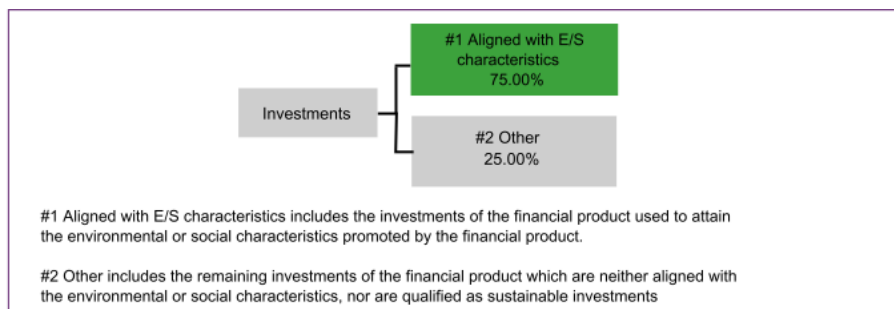 #1 Aligned with E/S
characteristics
75.00%
Investments
#2 Other
25.00%
#1 Aligned with E/S characteristics includes the investments of the financial product used to attain
the environmental or social characteristics promoted by the financial product.
#2 Other includes the remaining investments of the financial product which are neither aligned with
the environmental or social characteristics, nor are qualified as sustainable investments